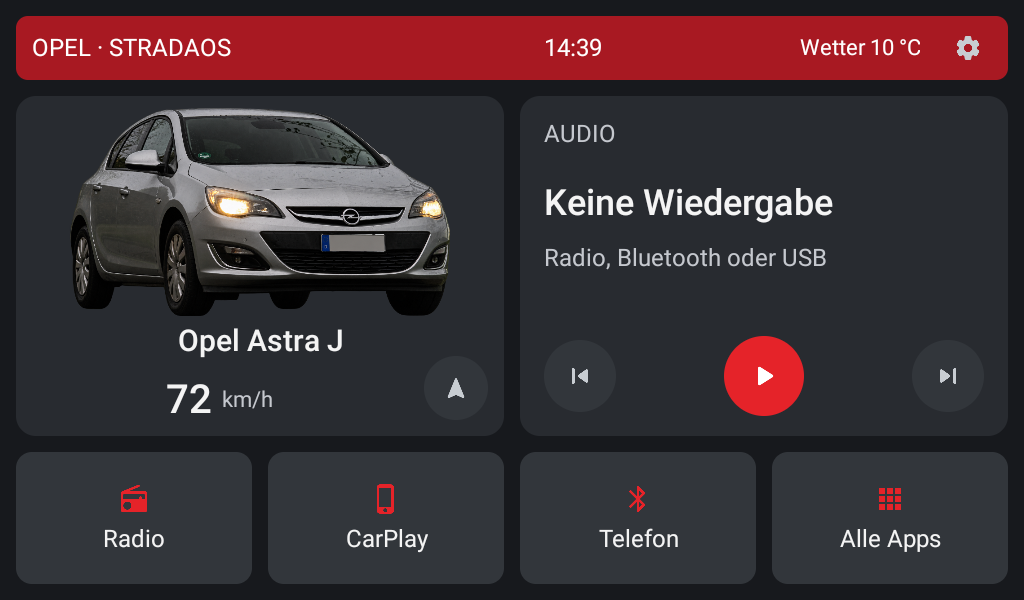 OPEL · STRADAOS
14:39
Wetter 10 °C
Opel Astra J
72 km/h
AUDIO
Keine Wiedergabe
Radio, Bluetooth oder USB
Radio
CarPlay
Telefon
Alle Apps